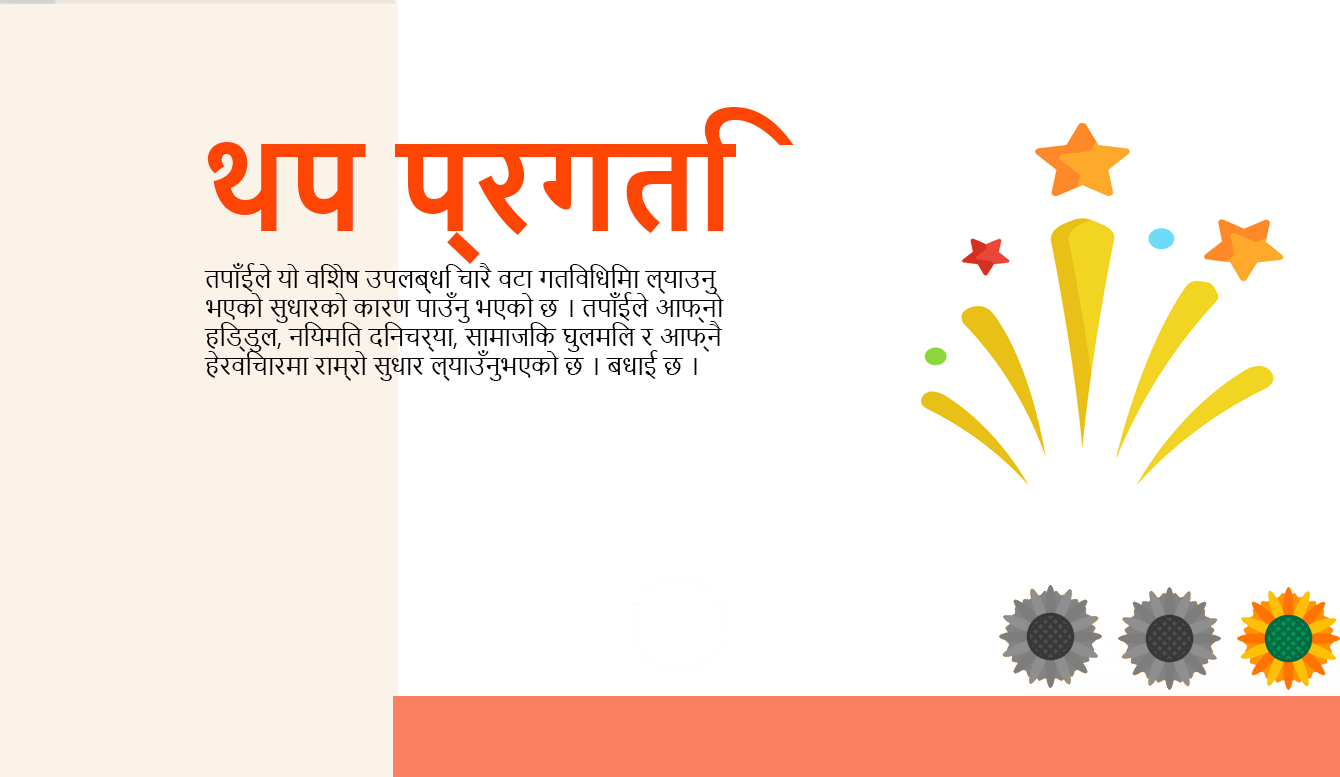 थप प्रगति
तपाँईले यो विशेष उपलब्धि चारै वटा गतिविधिमा ल्याउनु
भएको सुधारको कारण पाउँनु भएको छ । तपाँईले आफ्नो
हिड्डुल, नियमित दिनचर्या, सामाजिक घुलमिल र आफ्नै
हेरविचारमा राम्रो सुधार ल्याउँनुभएको छ । बधाई छ ।